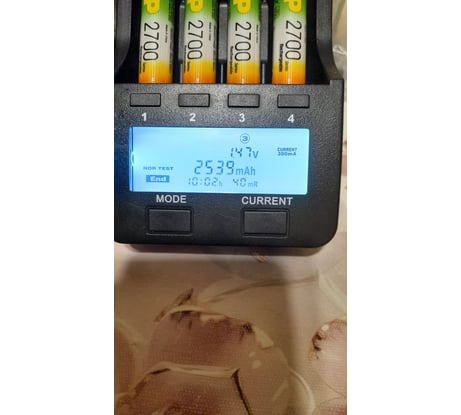 P 2700
2700
2700
2700
1 2 3 4
3
1.47V CURRENT 300mA
NOR TEST 2539mAh
End 10:02h 40mR
MODE CURRENT